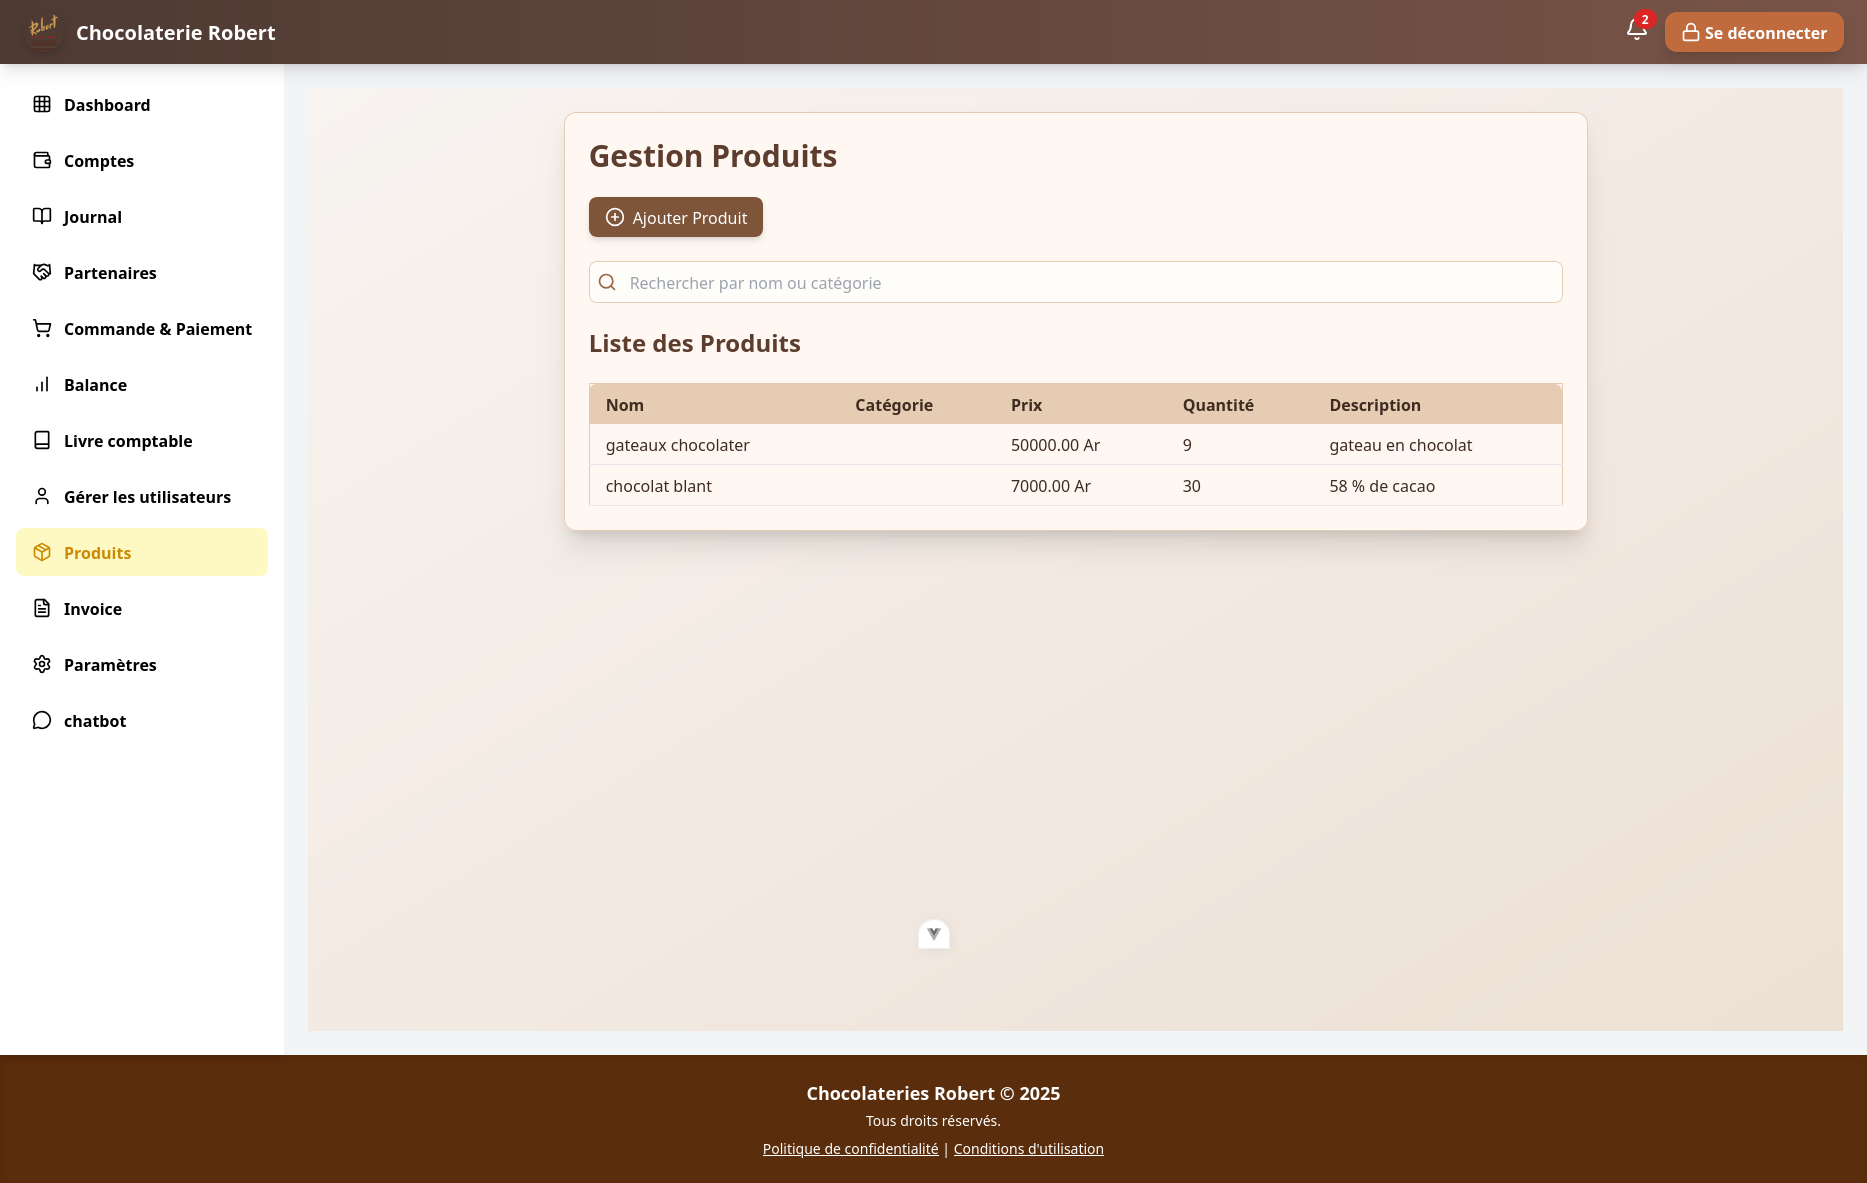 Robert
Chocolaterie Robert
2
Se déconnecter
Dashboard
Comptes
Journal
Partenaires
Commande & Paiement
Balance
Livre comptable
Gérer les utilisateurs
Produits
Invoice
Paramètres
chatbot
Gestion Produits
Ajouter Produit
Rechercher par nom ou catégorie
Liste des Produits
Nom Catégorie Prix Quantité Description
gateaux chocolater 50000.00 Ar 9 gateau en chocolat
chocolat blant 7000.00 Ar 30 58 % de cacao
Chocolateries Robert © 2025
Tous droits réservés.
Politique de confidentialité | Conditions d'utilisation